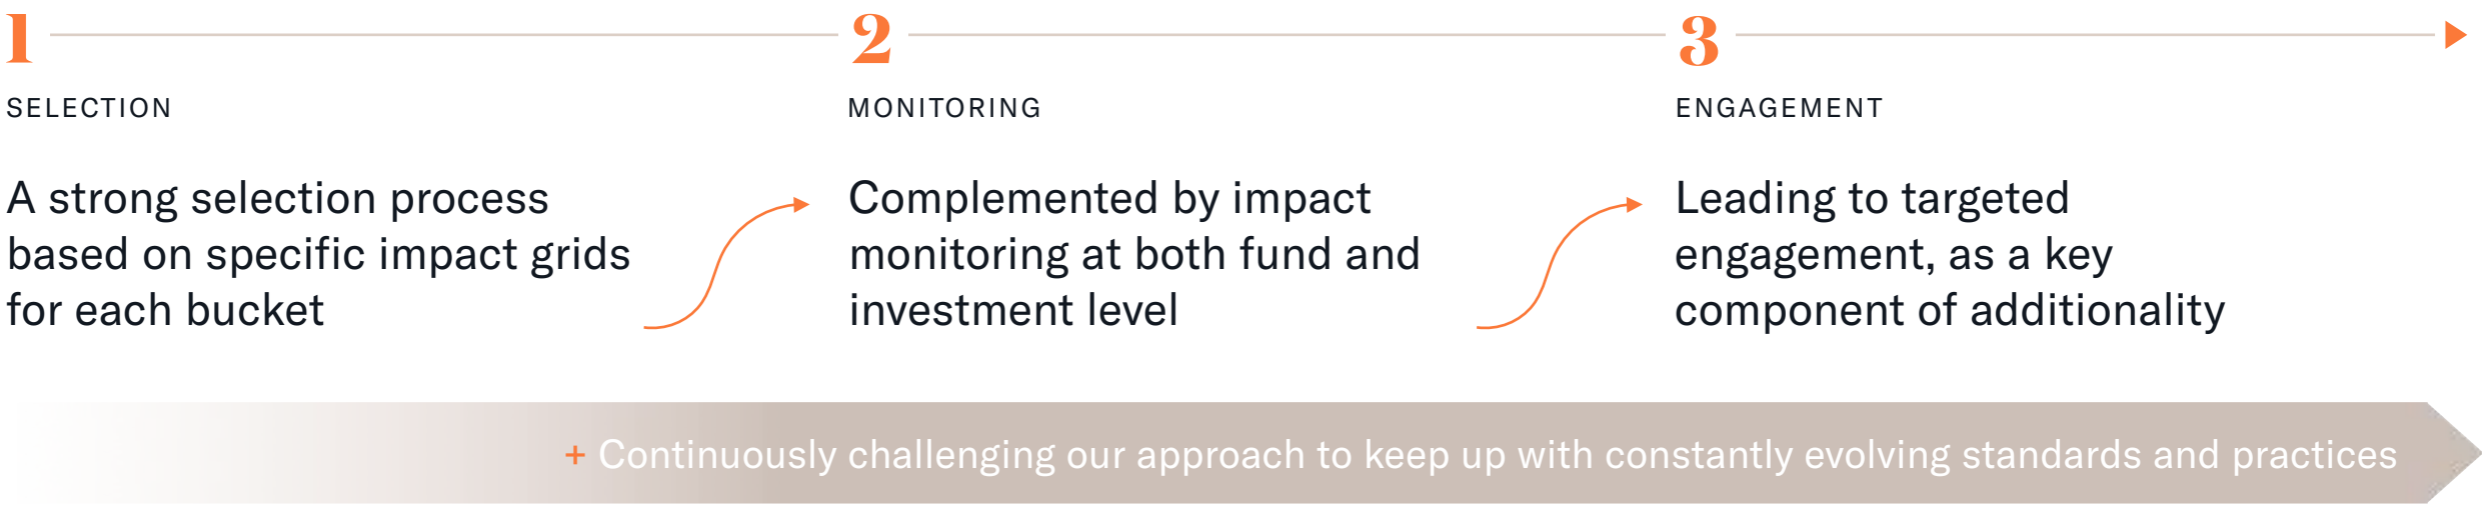 1
SELECTION
A strong selection process
based on specific impact grids
for each bucket
2
MONITORING
Complemented by impact
monitoring at both fund and
investment level
3
ENGAGEMENT
Leading to targeted
engagement, as a key
component of additionality
+ Continuously challenging our approach to keep up with constantly evolving standards and practices